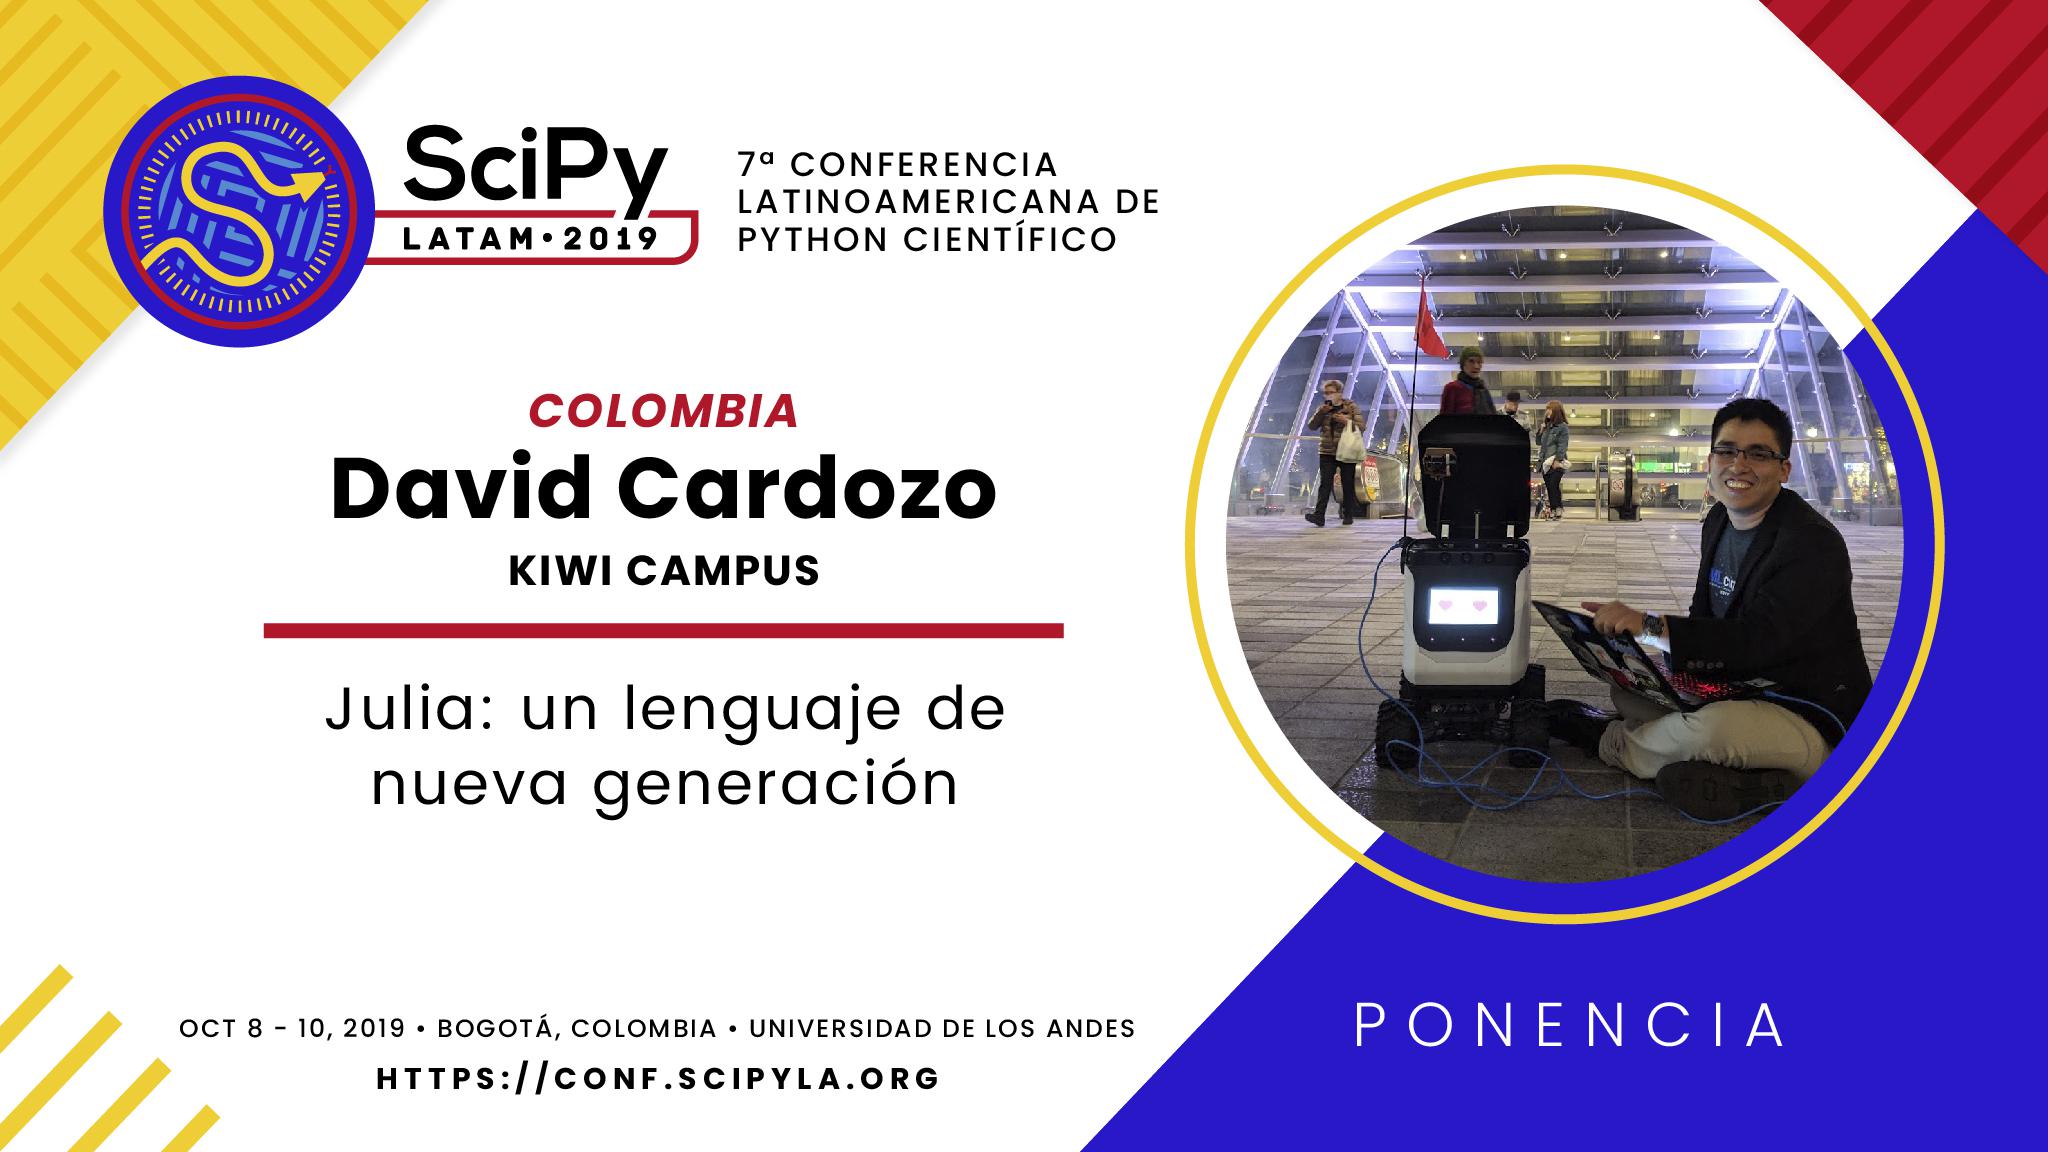 SciPy
LATAM • 2019
7ª CONFERENCIA
LATINOAMERICANA DE
PYTHON CIENTÍFICO
COLOMBIA
David Cardozo
KIWI CAMPUS
Julia: un lenguaje de
nueva generación
OCT 8 - 10, 2019 • BOGOTÁ, COLOMBIA • UNIVERSIDAD DE LOS ANDES
HTTPS://CONF.SCIPYLA.ORG
PONENCIA